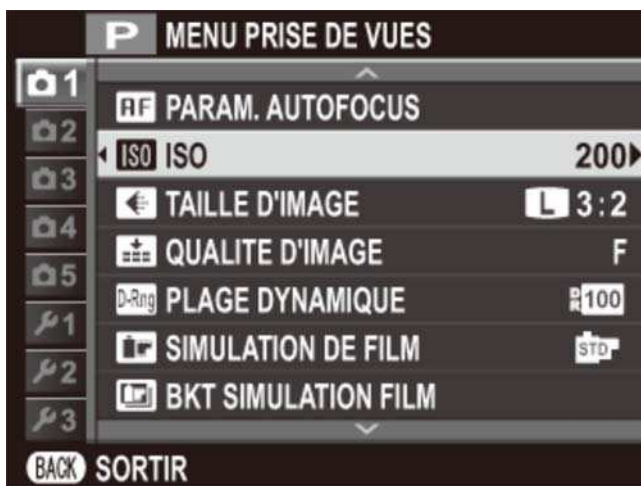 P MENU PRISE DE VUES
1
AF PARAM. AUTOFOCUS
2
ISO ISO 200
3
TAILLE D'IMAGE L 3:2
4
QUALITE D'IMAGE F
5
D-Rng PLAGE DYNAMIQUE DR100
1
SIMULATION DE FILM STD
2
BKT SIMULATION FILM
3
BACK SORTIR